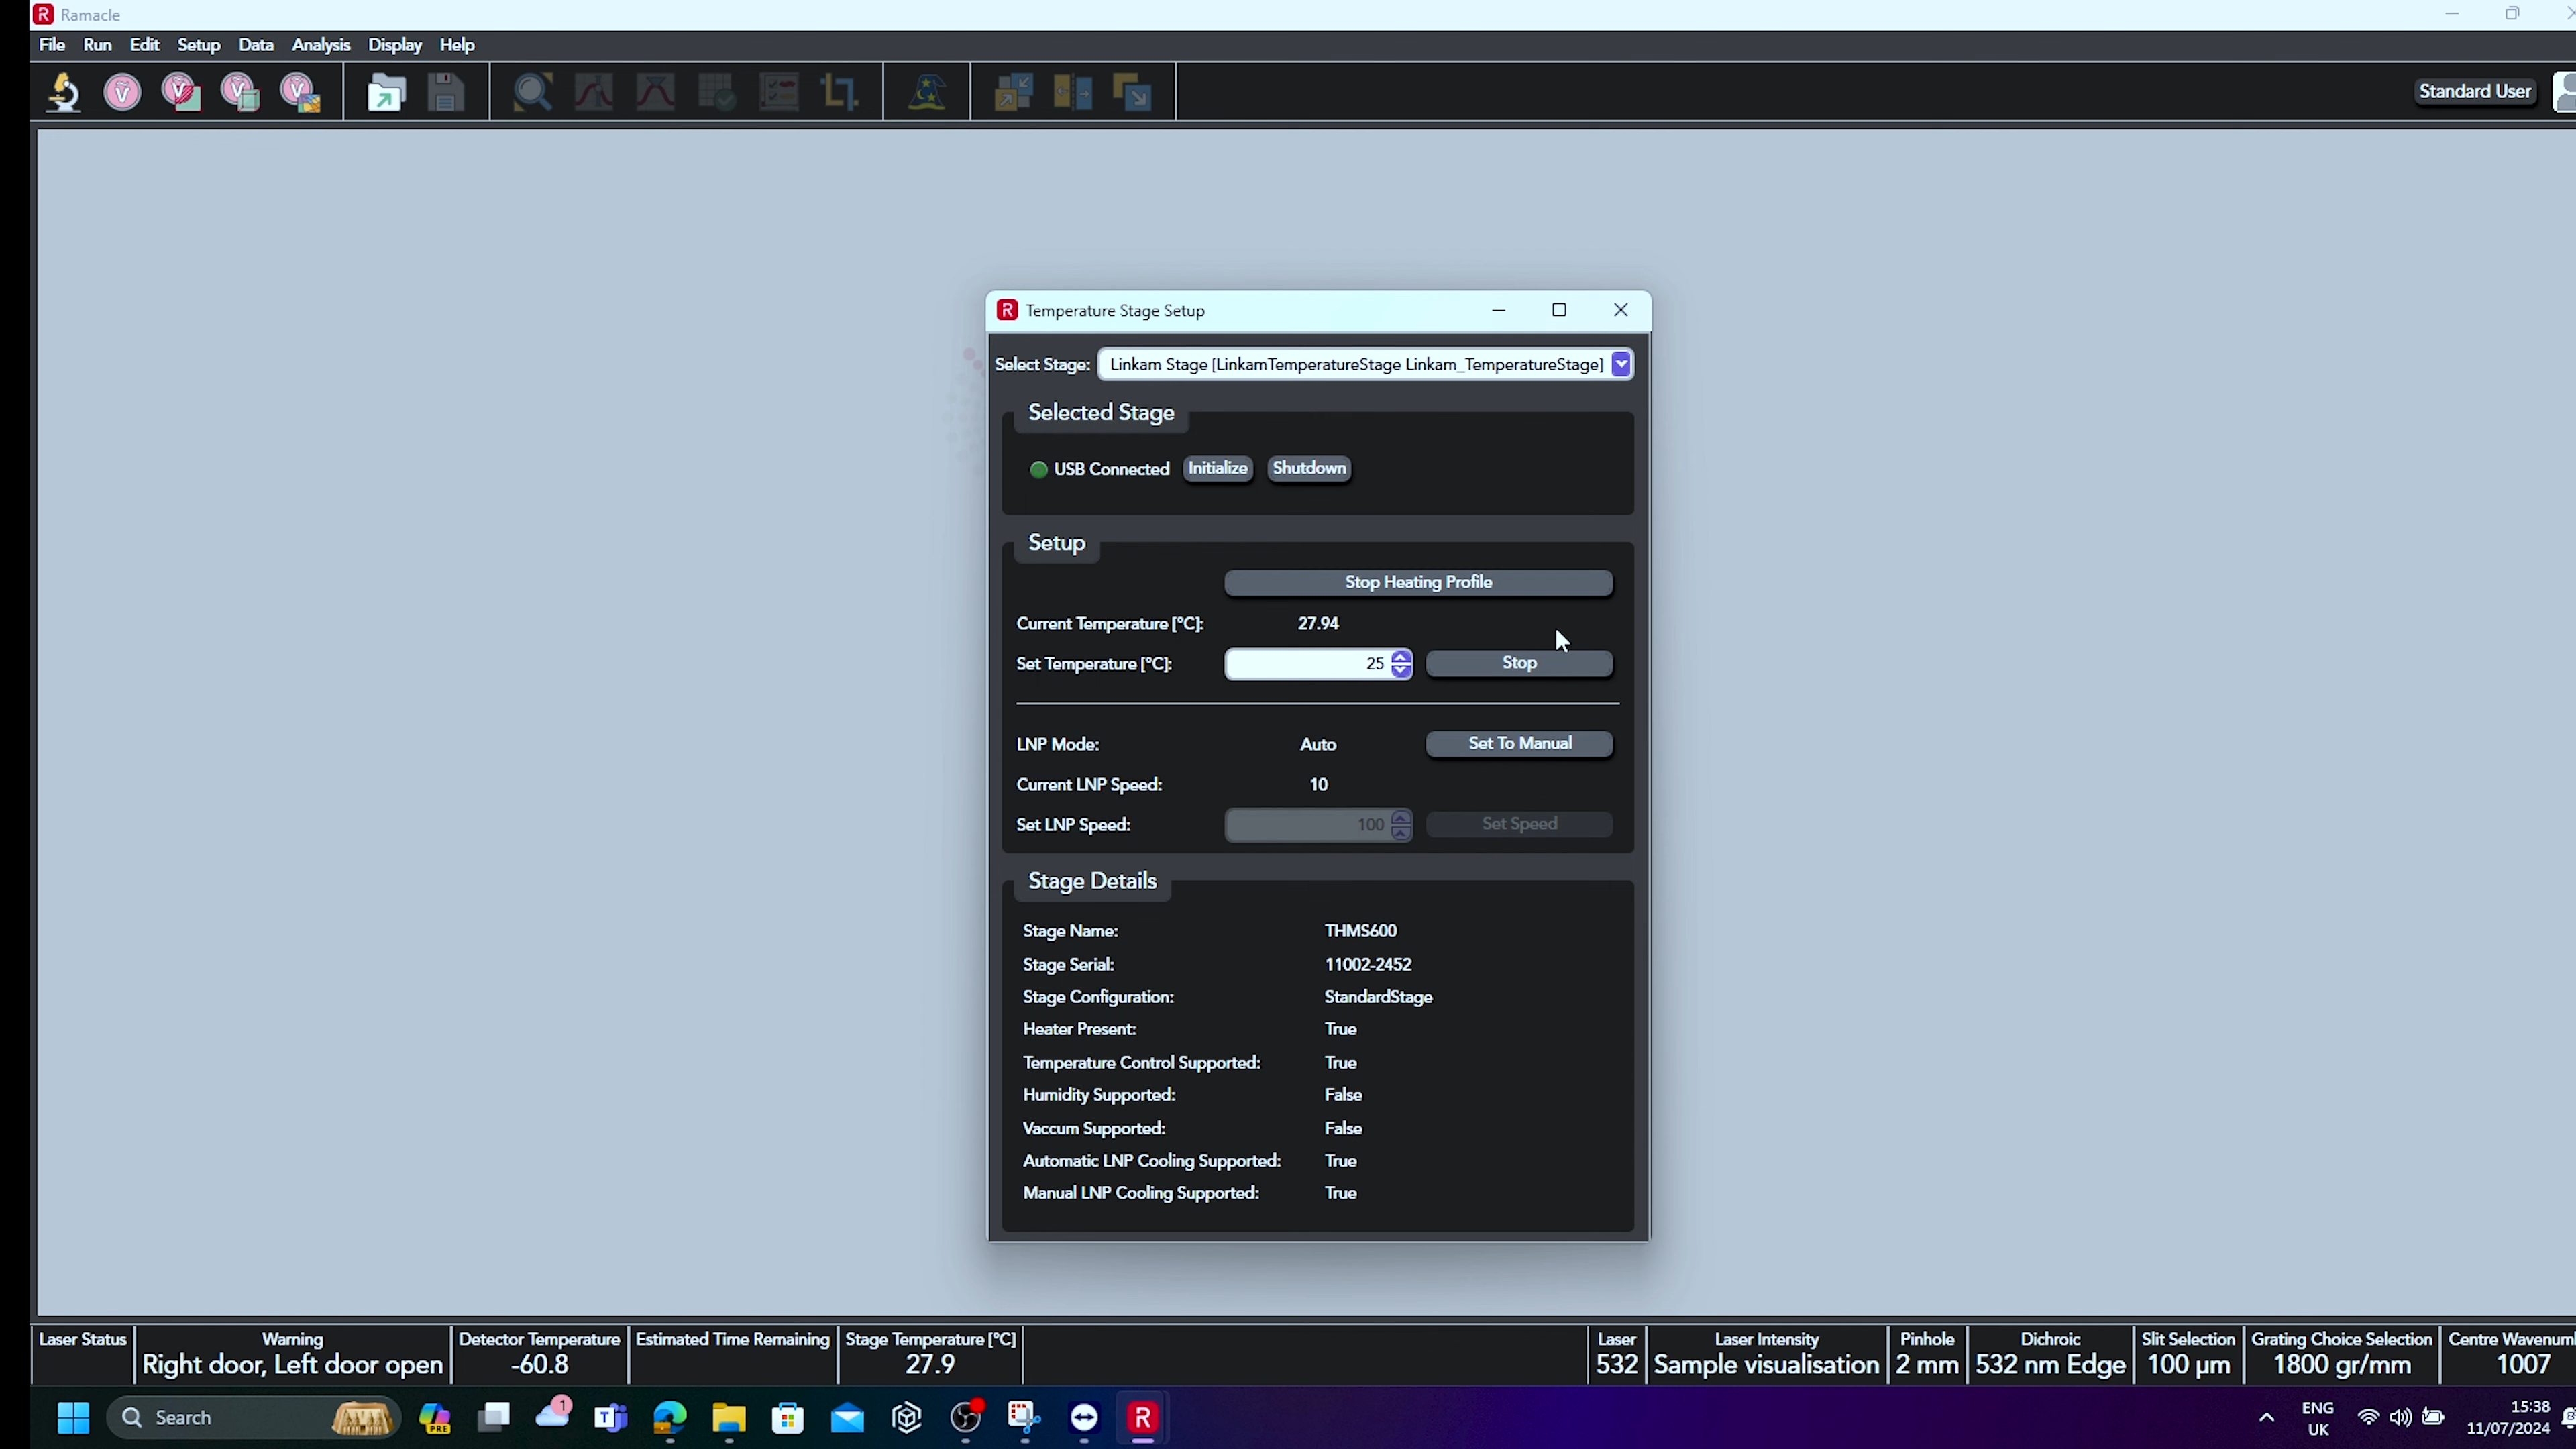 Ramacle
File Run Edit Setup Data Analysis Display Help
Standard User
Temperature Stage Setup
Select Stage: Linkam Stage [LinkamTemperatureStage Linkam_TemperatureStage]
Selected Stage
USB Connected Initialize Shutdown
Setup
Stop Heating Profile
Current Temperature [°C]: 27.94
Set Temperature [°C]: 25 Stop
LNP Mode: Auto Set To Manual
Current LNP Speed: 10
Set LNP Speed: 100 Set Speed
Stage Details
Stage Name: THMS600
Stage Serial: 11002-2452
Stage Configuration: StandardStage
Heater Present: True
Temperature Control Supported: True
Humidity Supported: False
Vaccum Supported: False
Automatic LNP Cooling Supported: True
Manual LNP Cooling Supported: True
Laser Status Warning Detector Temperature Estimated Time Remaining Stage Temperature [°C] Laser Laser Intensity Pinhole Dichroic Slit Selection Grating Choice Selection Centre Wavenum
Right door, Left door open -60.8 27.9 532 Sample visualisation 2 mm 532 nm Edge 100 µm 1800 gr/mm 1007
Search PRE 1 ENG 15:38
UK 11/07/2024